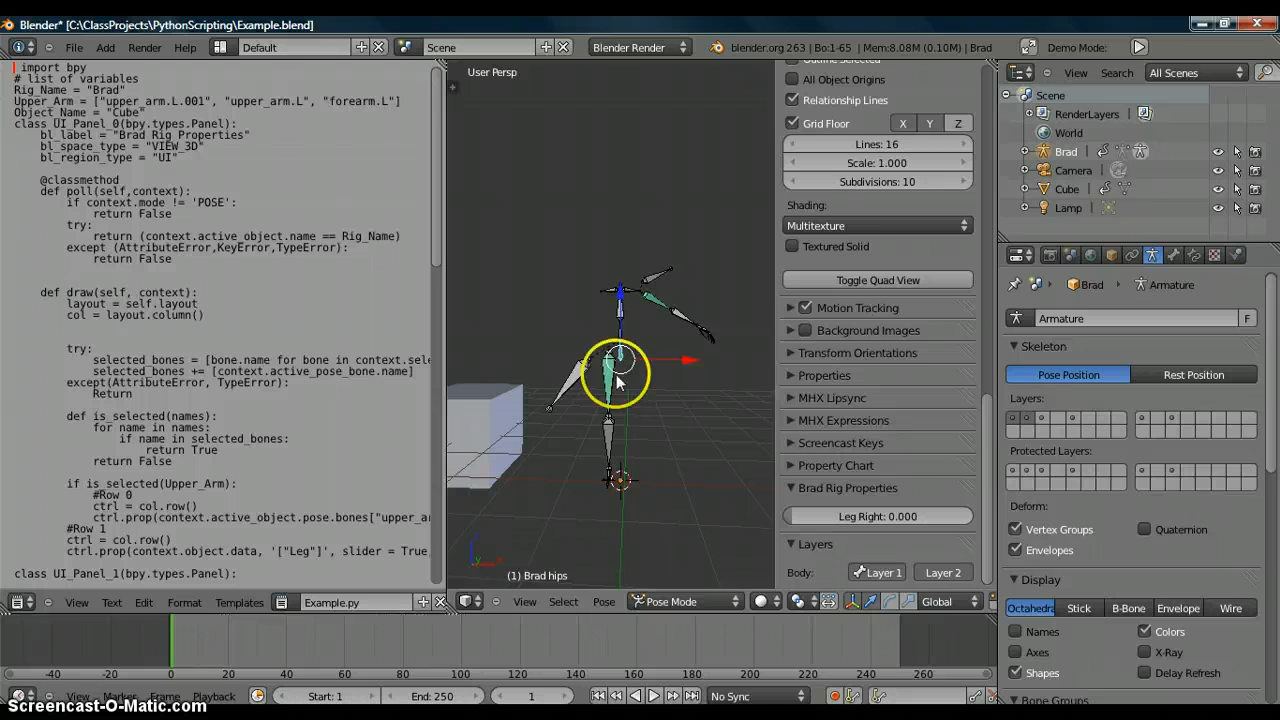 Blender* [C:\ClassProjects\PythonScripting\Example.blend]
File Add Render Help Default Scene Blender Render blender.org 263 | Bo:1-65 | Mem:8.08M (0.10M) | Brad Demo Mode:
import bpy
# list of variables
Rig_Name = "Brad"
Upper_Arm = ["upper_arm.L.001", "upper_arm.L", "forearm.L"]
Object_Name = "Cube"
class UI_Panel_0(bpy.types.Panel):
bl_label = "Brad Rig Properties"
bl_space_type = "VIEW_3D"
bl_region_type = "UI"
@classmethod
def poll(self,context):
if context.mode != 'POSE':
return False
try:
return (context.active_object.name == Rig_Name)
except (AttributeError,KeyError,TypeError):
return False
def draw(self, context):
layout = self.layout
col = layout.column()
try:
selected_bones = [bone.name for bone in context.sele
selected_bones += [context.active_pose_bone.name]
except(AttributeError, TypeError):
Return
def is_selected(names):
for name in names:
if name in selected_bones:
return True
return False
if is_selected(Upper_Arm):
#Row 0
ctrl = col.row()
ctrl.prop(context.active_object.pose.bones["upper_ar
#Row 1
ctrl = col.row()
ctrl.prop(context.object.data, '["Leg"]', slider = True,
class UI_Panel_1(bpy.types.Panel):
View Text Edit Format Templates Example.py
User Persp
(1) Brad hips
View Select Pose Pose Mode Global
All Object Origins
Relationship Lines
Grid Floor X Y Z
Lines: 16
Scale: 1.000
Subdivisions: 10
Shading:
Multitexture
Textured Solid
Toggle Quad View
Motion Tracking
Background Images
Transform Orientations
Properties
MHX Lipsync
MHX Expressions
Screencast Keys
Property Chart
Brad Rig Properties
Leg Right: 0.000
Layers
Body: Layer 1 Layer 2
View Search All Scenes
Scene
RenderLayers
World
Brad
Camera
Cube
Lamp
Brad Armature
Armature F
Skeleton
Pose Position Rest Position
Layers:
Protected Layers:
Deform:
Vertex Groups Quaternion
Envelopes
Display
Octahedra Stick B-Bone Envelope Wire
Names Colors
Axes X-Ray
Shapes Delay Refresh
Bone Groups
-40 -20 0 20 40 60 80 100 120 140 160 180 200 220 240 260
View Marker Frame Playback Start: 1 End: 250 1 No Sync
Screencast-O-Matic.com